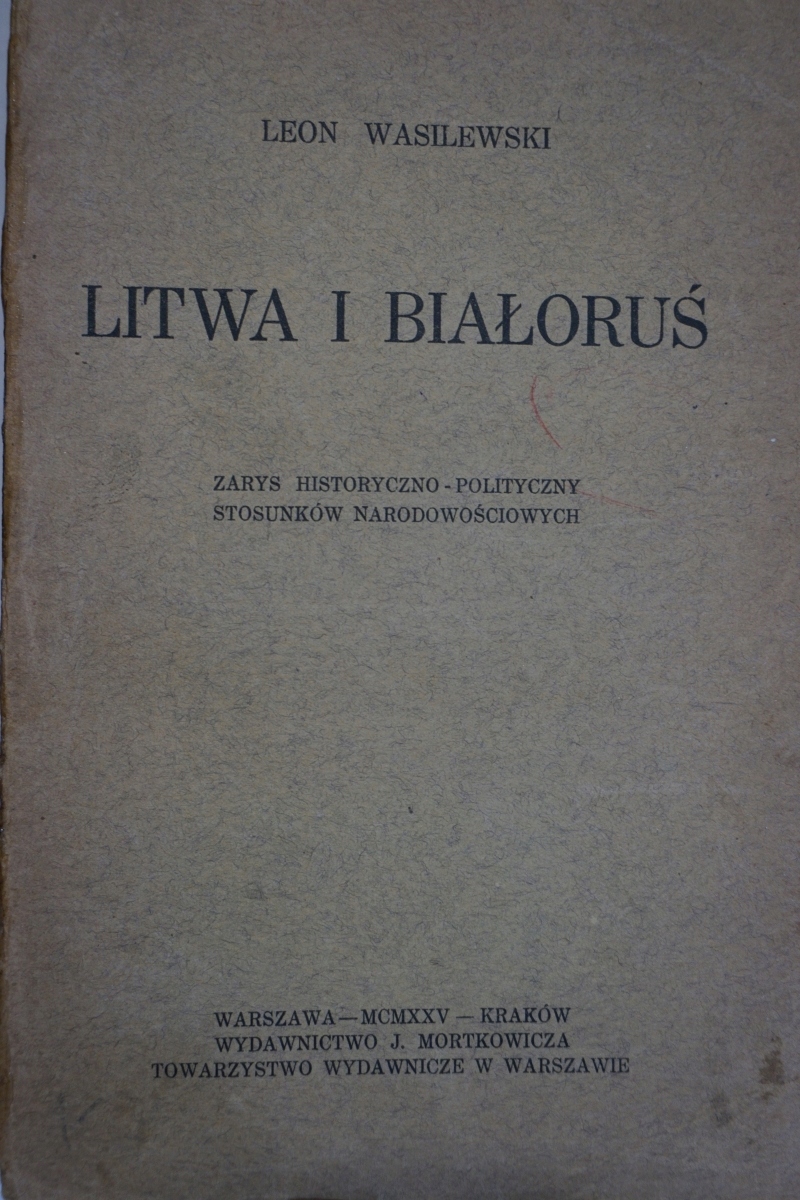 LEON WASILEWSKI
LITWA I BIAŁORUŚ
ZARYS HISTORYCZNO-POLITYCZNY
STOSUNKÓW NARODOWOŚCIOWYCH
WARSZAWA—MCMXXV—KRAKÓW
WYDAWNICTWO J. MORTKOWICZA
TOWARZYSTWO WYDAWNICZE W WARSZAWIE